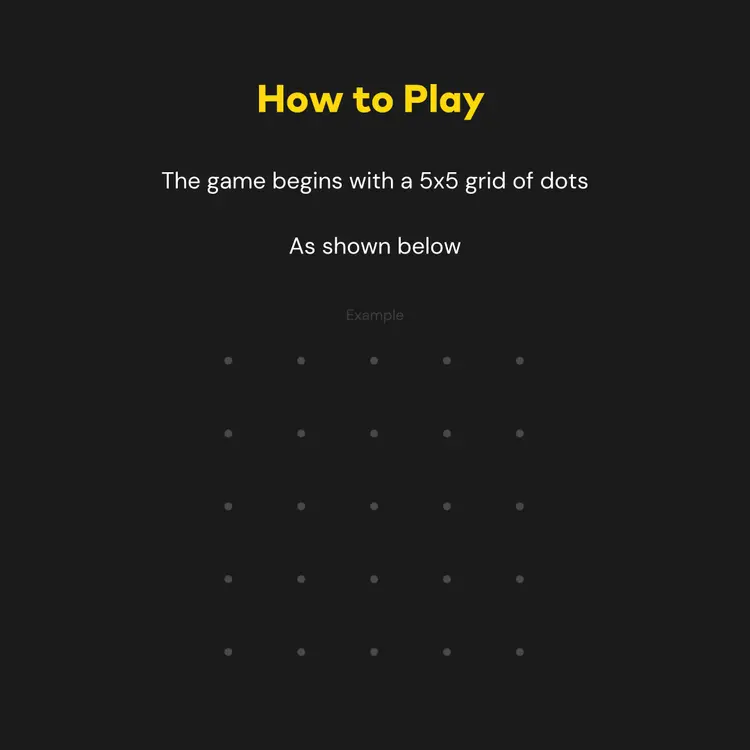 How to Play
The game begins with a 5x5 grid of dots
As shown below
Example